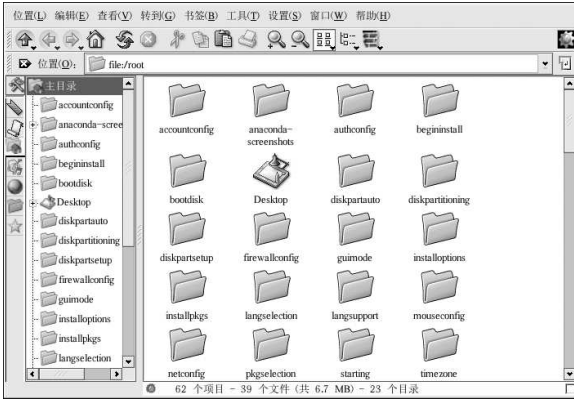 位置(L) 编辑(E) 查看(V) 转到(G) 书签(B) 工具(T) 设置(S) 窗口(W) 帮助(H)
位置(O): file:/root
主目录
accountconfig
anaconda-scree
authconfig
begininstall
bootdisk
Desktop
diskpartauto
diskpartitioning
diskpartsetup
firewallconfig
guimode
installoptions
installpkgs
langselection
accountconfig anaconda-screenshots authconfig begininstall
bootdisk Desktop diskpartauto diskpartitioning
diskpartsetup firewallconfig guimode installoptions
installpkgs langselection langsupport mouseconfig
netconfig pkgselection starting timezone
62 个项目 - 39 个文件 (共 6.7 MB) - 23 个目录